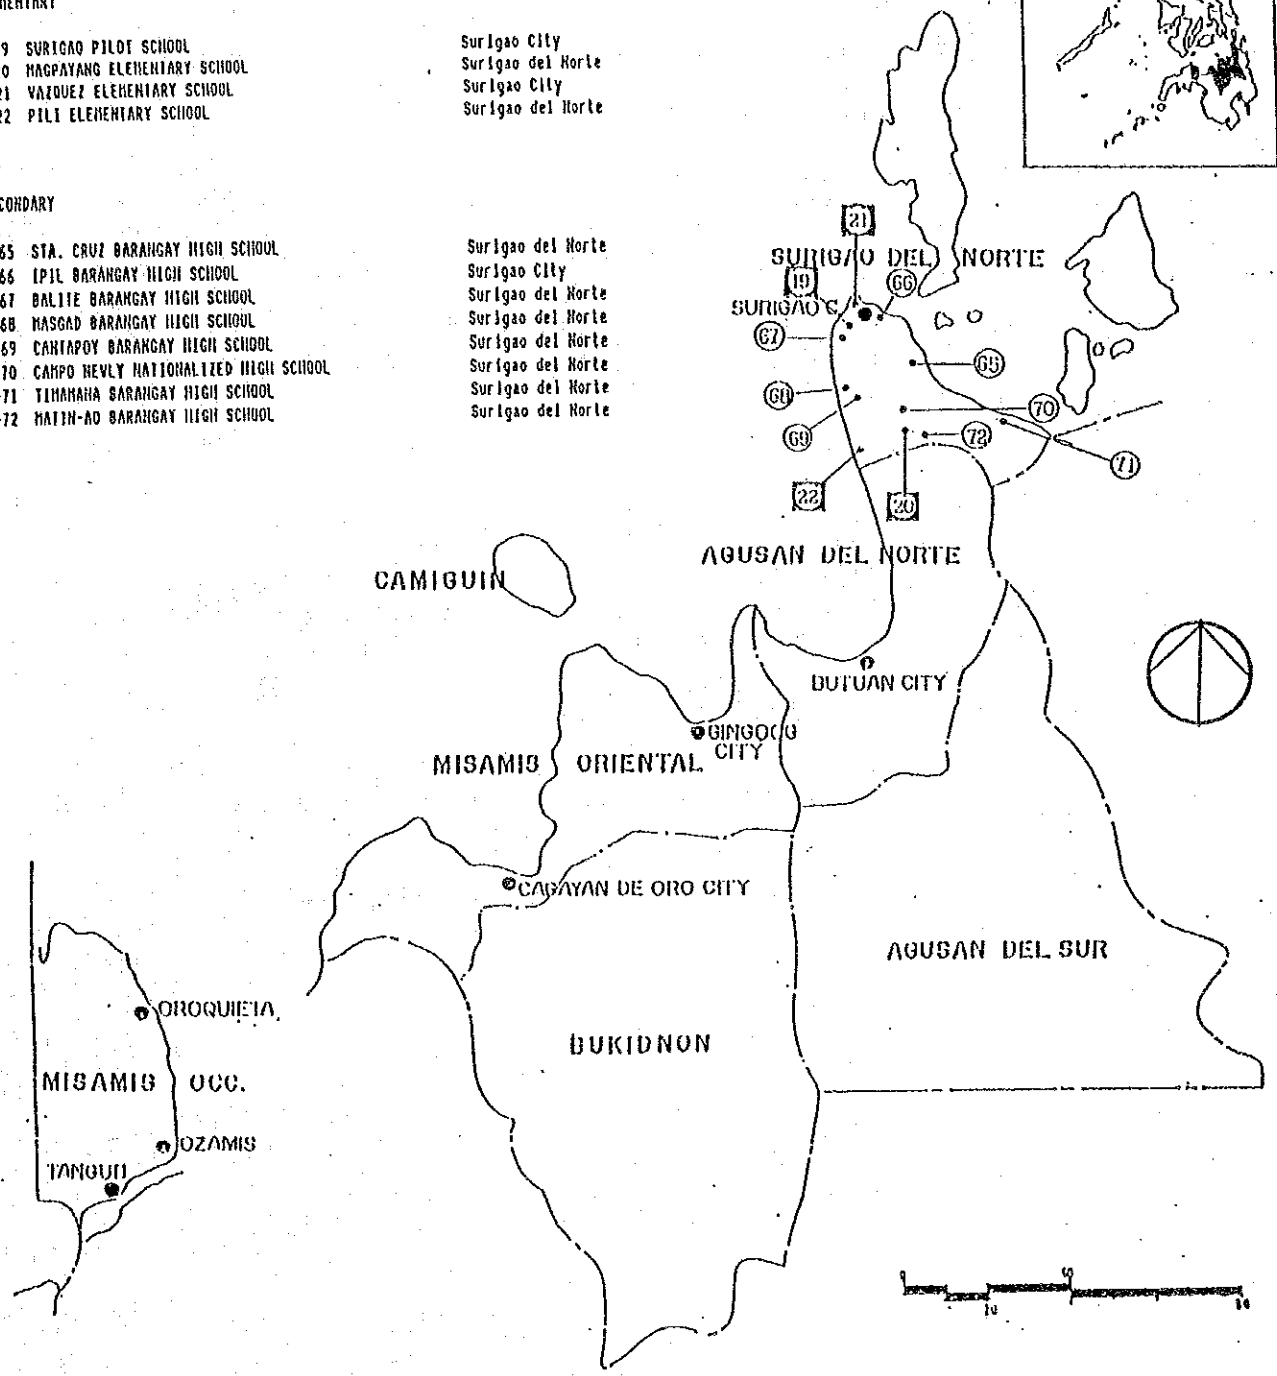 9 SURIGAO PILOT SCHOOL Surigao City
0 MAGPAYANG ELEMENTARY SCHOOL Surigao del Norte
21 VAZQUEZ ELEMENTARY SCHOOL Surigao City
22 PILI ELEMENTARY SCHOOL Surigao del Norte
CONDARY
65 STA. CRUZ BARANGAY HIGH SCHOOL Surigao del Norte
66 IPIL BARANGAY HIGH SCHOOL Surigao City
67 BALITE BARANGAY HIGH SCHOOL Surigao del Norte
68 MASGAD BARANGAY HIGH SCHOOL Surigao del Norte
69 CANTAPOY BARANGAY HIGH SCHOOL Surigao del Norte
70 CAMPO NEWLY NATIONALIZED HIGH SCHOOL Surigao del Norte
-71 TIMAMANA BARANGAY HIGH SCHOOL Surigao del Norte
-72 MATIN-AO BARANGAY HIGH SCHOOL Surigao del Norte
21
SURIGAO DEL NORTE
19
66
SURIGAO C.
67
65
68
70
69
72
71
22
20
AGUSAN DEL NORTE
CAMIGUIN
BUTUAN CITY
GINGOOG
CITY
MISAMIS ORIENTAL
CAGAYAN DE ORO CITY
AGUSAN DEL SUR
OROQUIETA
BUKIDNON
MISAMIS OCC.
OZAMIS
TANGUB
0
10